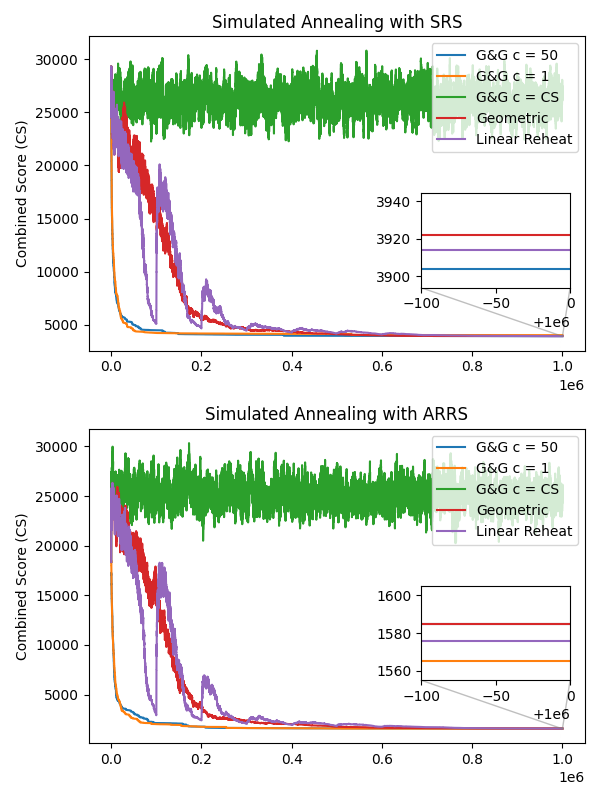 Simulated Annealing with SRS
Combined Score (CS)
30000
25000
20000
15000
10000
5000
G&G c = 50
G&G c = 1
G&G c = CS
Geometric
Linear Reheat
3940
3920
3900
−100
−50
0
+1e6
0.0
0.2
0.4
0.6
0.8
1.0
1e6
Simulated Annealing with ARRS
Combined Score (CS)
30000
25000
20000
15000
10000
5000
G&G c = 50
G&G c = 1
G&G c = CS
Geometric
Linear Reheat
1600
1580
1560
−100
−50
0
+1e6
0.0
0.2
0.4
0.6
0.8
1.0
1e6